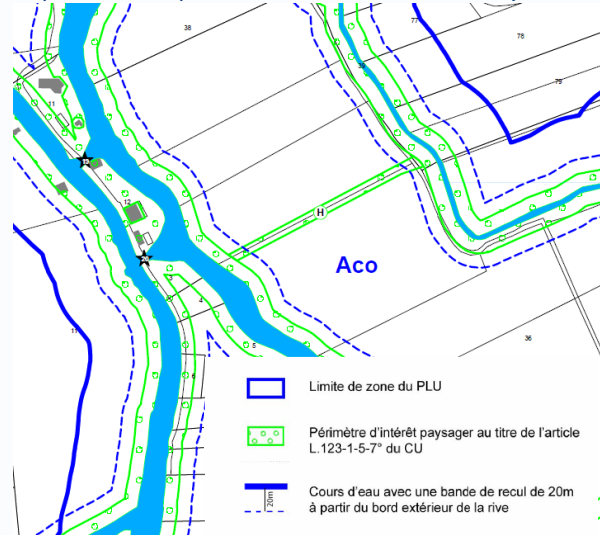 77
38
78
39
79
11
12
H
Aco
3
4
11
5
36
6
Limite de zone du PLU
Périmètre d'intérêt paysager au titre de l'article
L.123-1-5-7° du CU
20m
Cours d'eau avec une bande de recul de 20m
à partir du bord extérieur de la rive